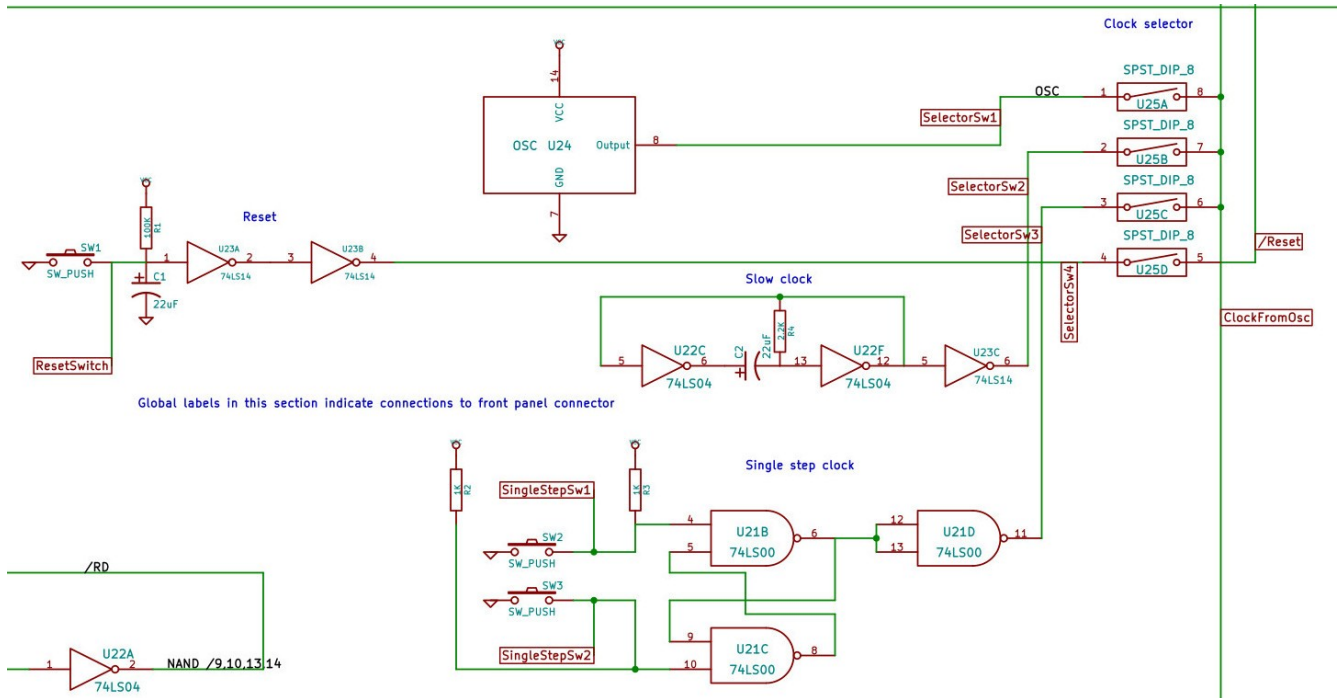 Clock selector
VCC
14
VCC
OSC U24
Output
8
GND
7
OSC
SelectorSw1
SPST_DIP_8
1
8
U25A
SPST_DIP_8
2
7
U25B
SelectorSw2
SPST_DIP_8
3
6
U25C
SelectorSw3
SPST_DIP_8
4
5
U25D
SelectorSw4
/Reset
ClockFromOsc
Reset
VCC
100K
R1
SW1
SW_PUSH
1
U23A
2
74LS14
3
U23B
4
74LS14
C1
22uF
ResetSwitch
Slow clock
2.2K
R4
5
U22C
6
74LS04
C2
22uF
13
U22F
12
74LS04
5
U23C
6
74LS14
Global labels in this section indicate connections to front panel connector
VCC
1K
R2
VCC
1K
R3
Single step clock
SingleStepSw1
SW2
SW_PUSH
SW3
SW_PUSH
SingleStepSw2
4
5
U21B
6
74LS00
12
13
U21D
11
74LS00
9
10
U21C
8
74LS00
/RD
1
U22A
2
74LS04
NAND /9,10,13,14